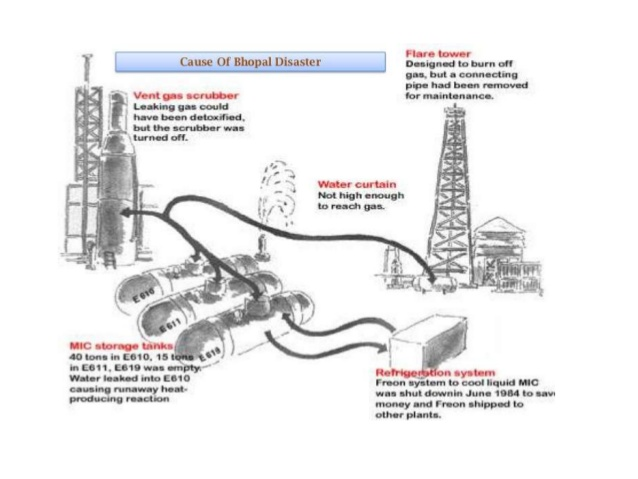 Cause Of Bhopal Disaster
Flare tower
Designed to burn off
gas, but a connecting
pipe had been removed
for maintenance.
Vent gas scrubber
Leaking gas could
have been detoxified,
but the scrubber was
turned off.
Water curtain
Not high enough
to reach gas.
E610
E611
E619
MIC storage tanks
40 tons in E610, 15 tons
in E611, E619 was empty.
Water leaked into E610
causing runaway heat-
producing reaction
Refrigeration system
Freon system to cool liquid MIC
was shut downin June 1984 to save
money and Freon shipped to
other plants.